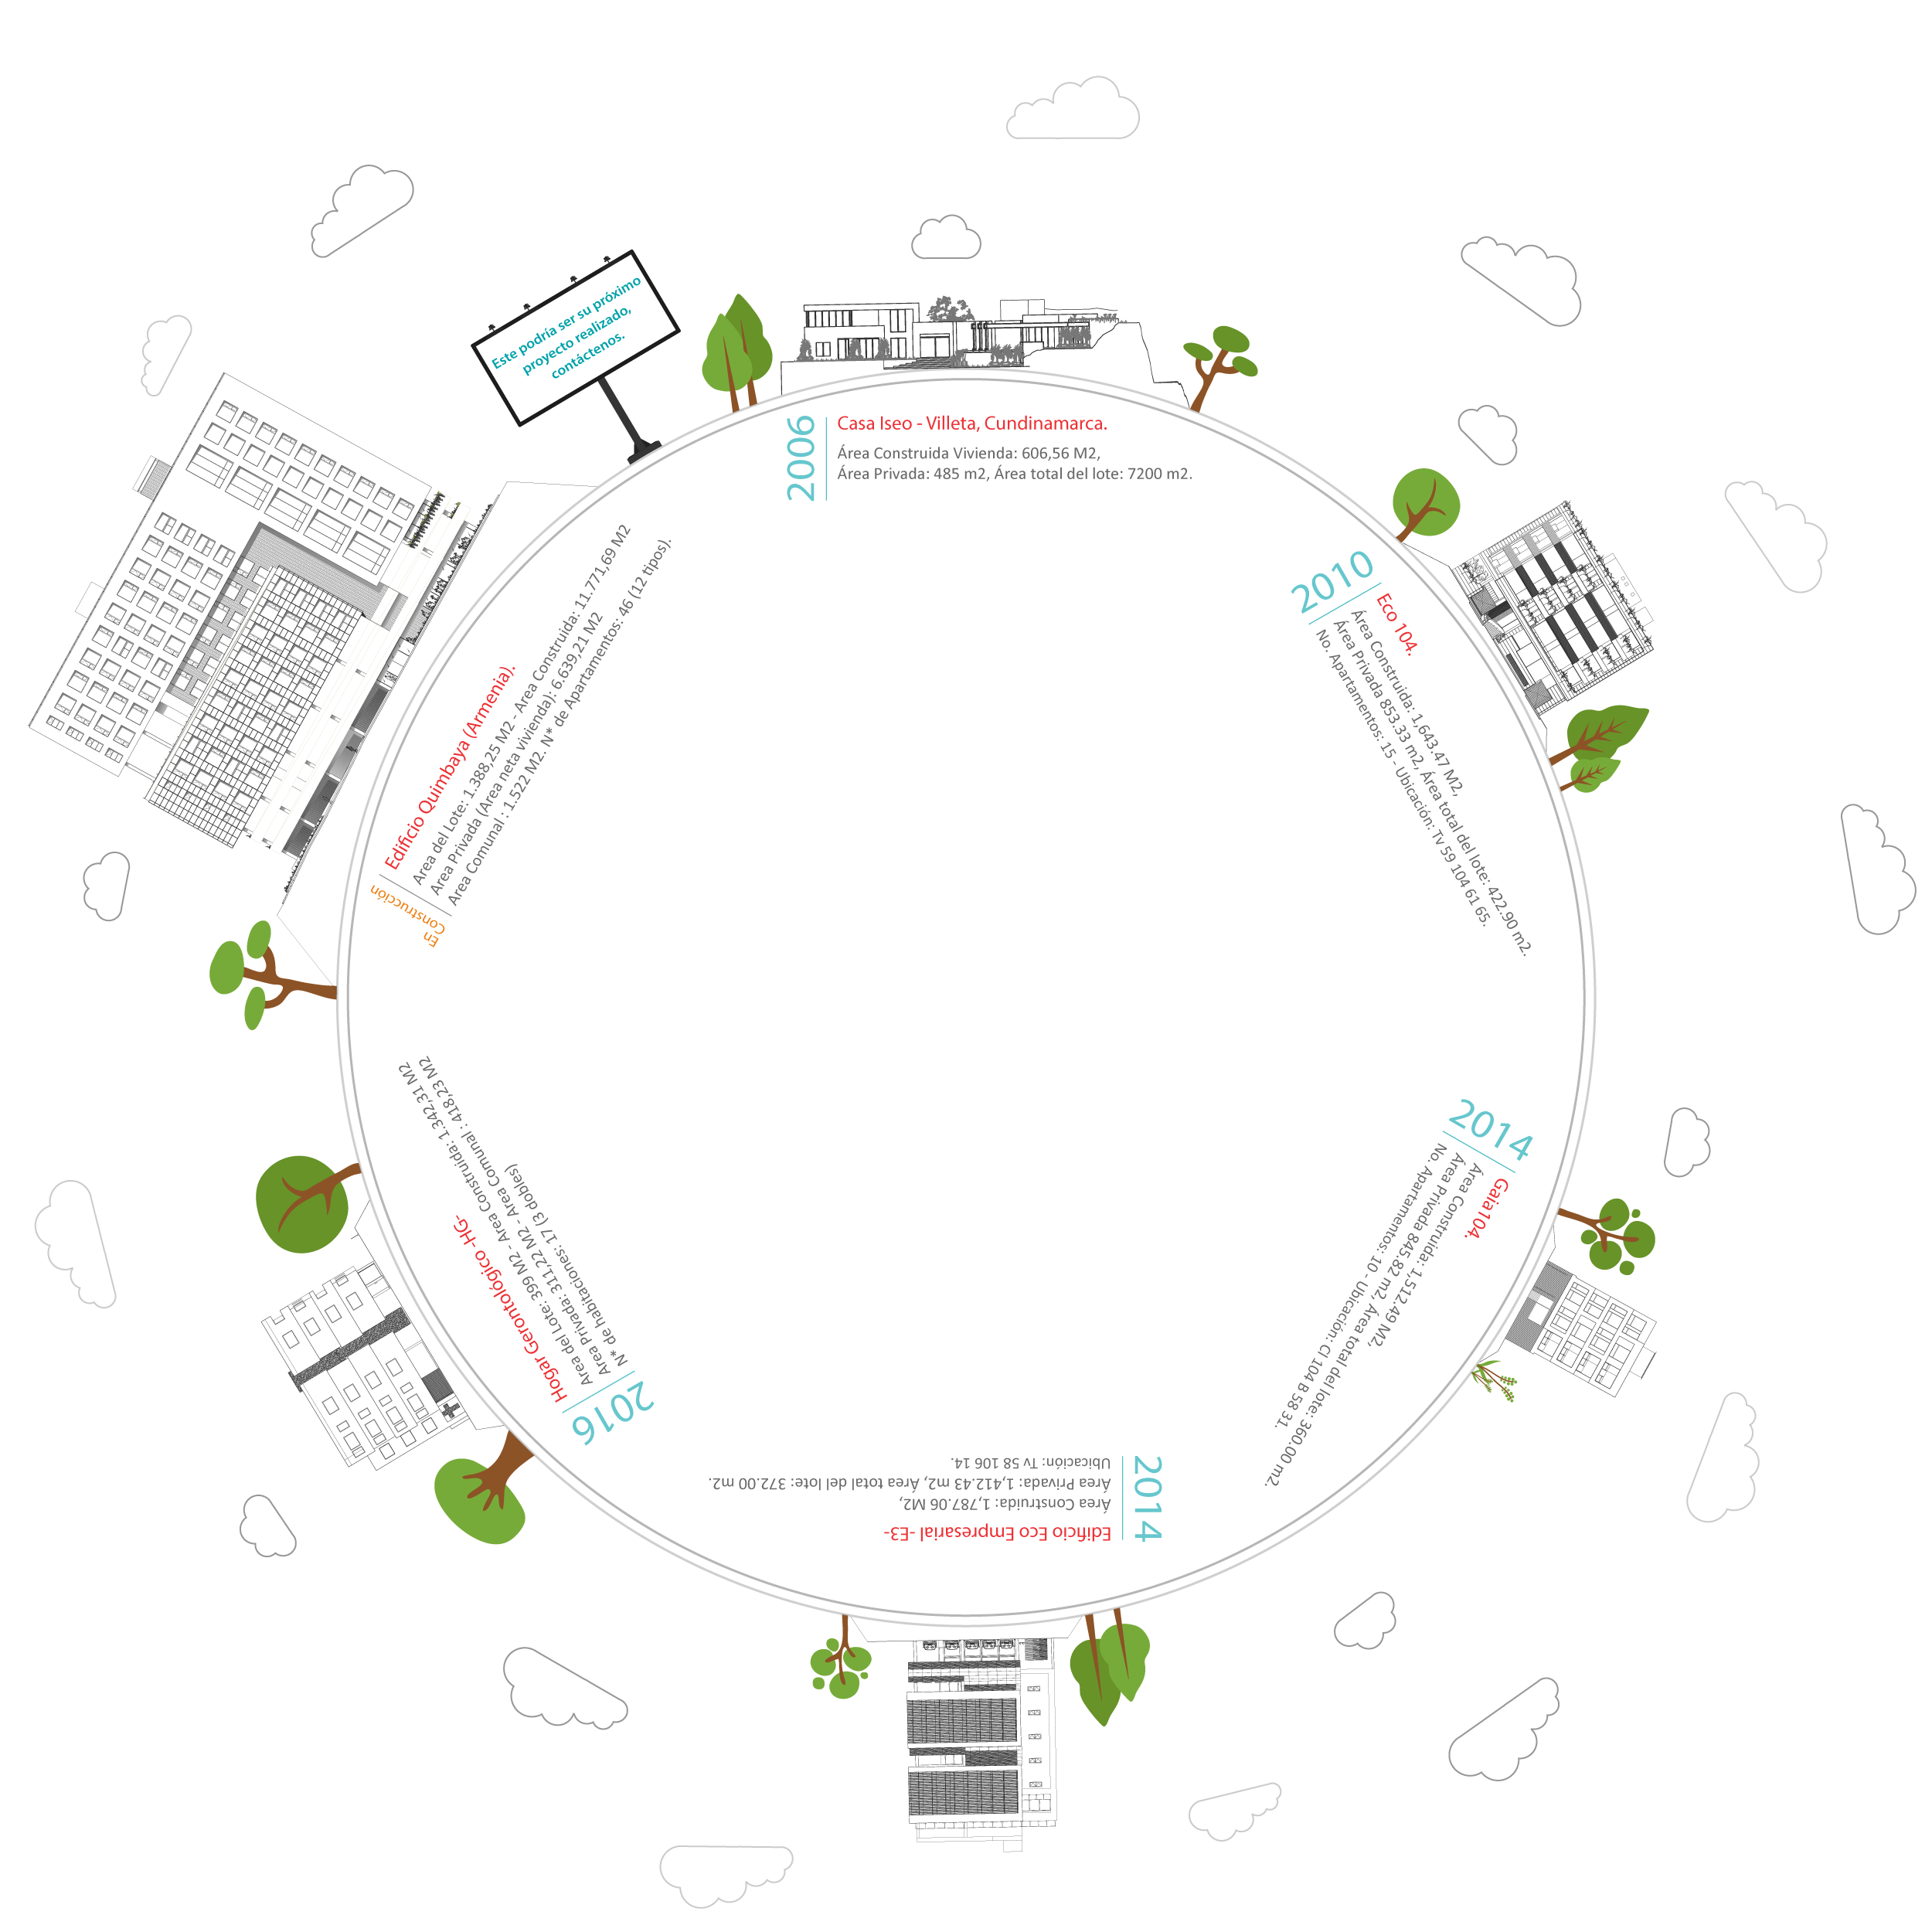 Este podría ser su próximo
proyecto realizado,
contáctenos.
2006
Casa Iseo - Villeta, Cundinamarca.
Área Construida Vivienda: 606,56 M2,
Área Privada: 485 m2, Área total del lote: 7200 m2.
2010
Eco 104.
Área Construida: 1,643.47 M2,
Área Privada 853.33 m2, Área total del lote: 422.90 m2.
No. Apartamentos: 15 - Ubicación: Tv 59 104 61 65.
2014
Gaia104.
Área Construida: 1,512.49 M2,
Área Privada 845.82 m2, Área total del lote: 360.00 m2.
No. Apartamentos: 10 - Ubicación: Cl 104 B 58 31.
2014
Edificio Eco Empresarial -E3-
Área Construida: 1,787.06 M2,
Área Privada: 1,412.43 m2, Área total del lote: 372.00 m2.
Ubicación: Tv 58 106 14.
2016
Hogar Gerontológico -HG-
Area del Lote: 399 M2 - Area Construida: 1.342,31 M2
Area Privada: 311,22 M2 - Area Comunal : 418,23 M2
N* de habitaciones: 17 (3 dobles)
En
Construcción
Edificio Quimbaya (Armenia).
Area del Lote: 1.388,25 M2 - Area Construida: 11.771,69 M2
Area Privada (Area neta vivienda): 6.639,21 M2
Area Comunal : 1.522 M2. N* de Apartamentos: 46 (12 tipos).